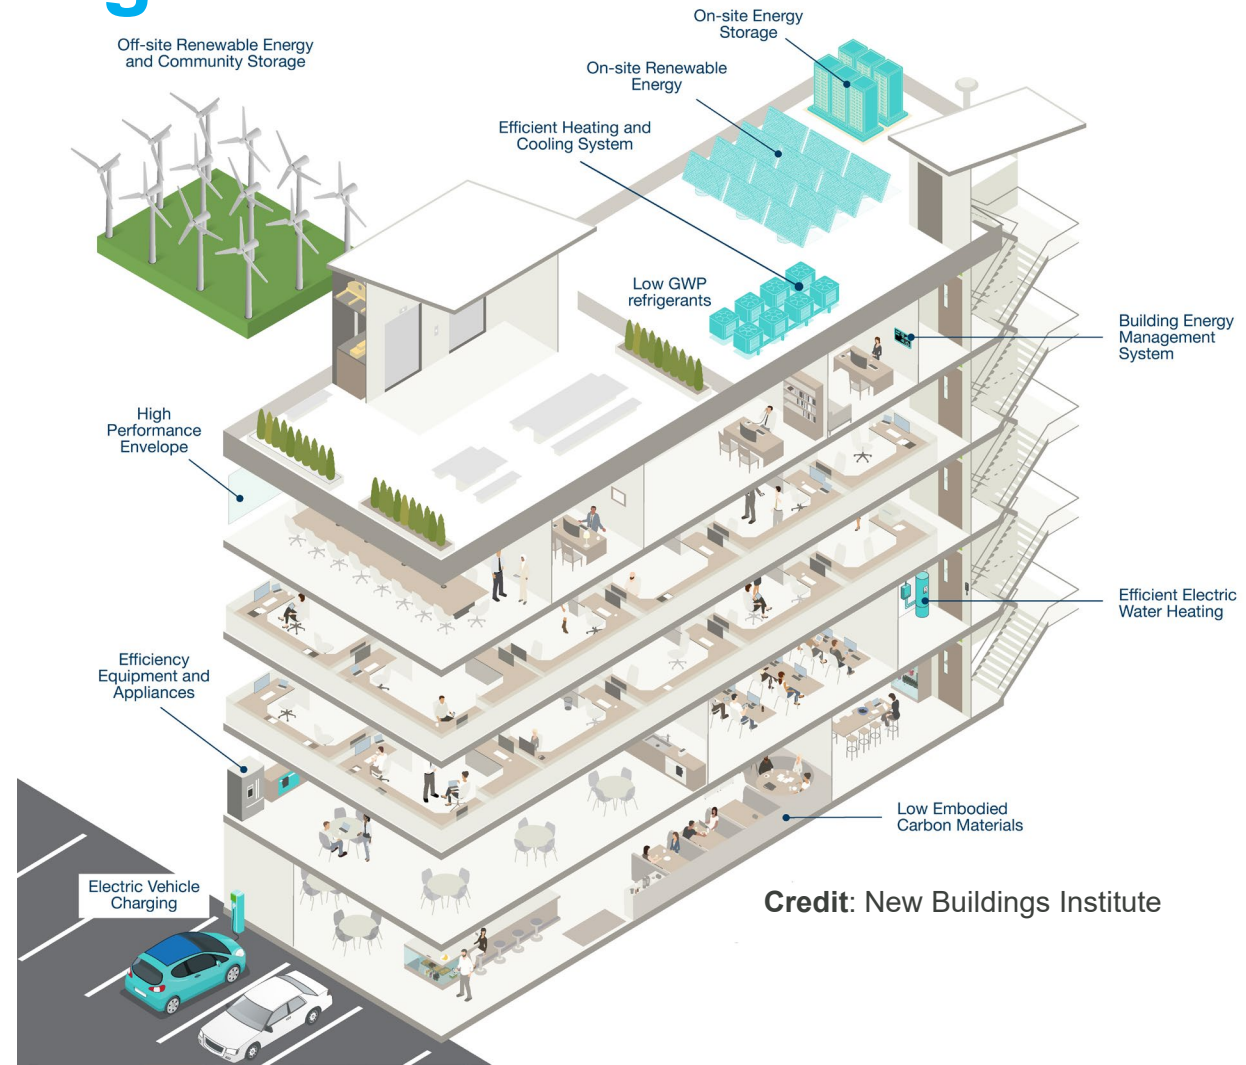 g
On-site Energy
Storage
Off-site Renewable Energy
and Community Storage
On-site Renewable
Energy
Efficient Heating and
Cooling System
Low GWP
refrigerants
Building Energy
Management
System
High
Performance
Envelope
Efficient Electric
Water Heating
Efficiency
Equipment and
Appliances
Low Embodied
Carbon Materials
Electric Vehicle
Charging
Credit: New Buildings Institute